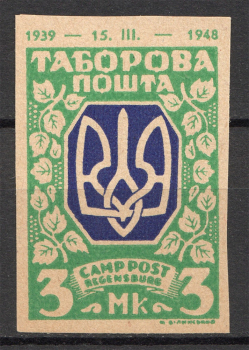 1939 — 15. III. — 1948
ТАБОРОВА
ПОШТА
CAMP POST
REGENSBURG
3 МК 3